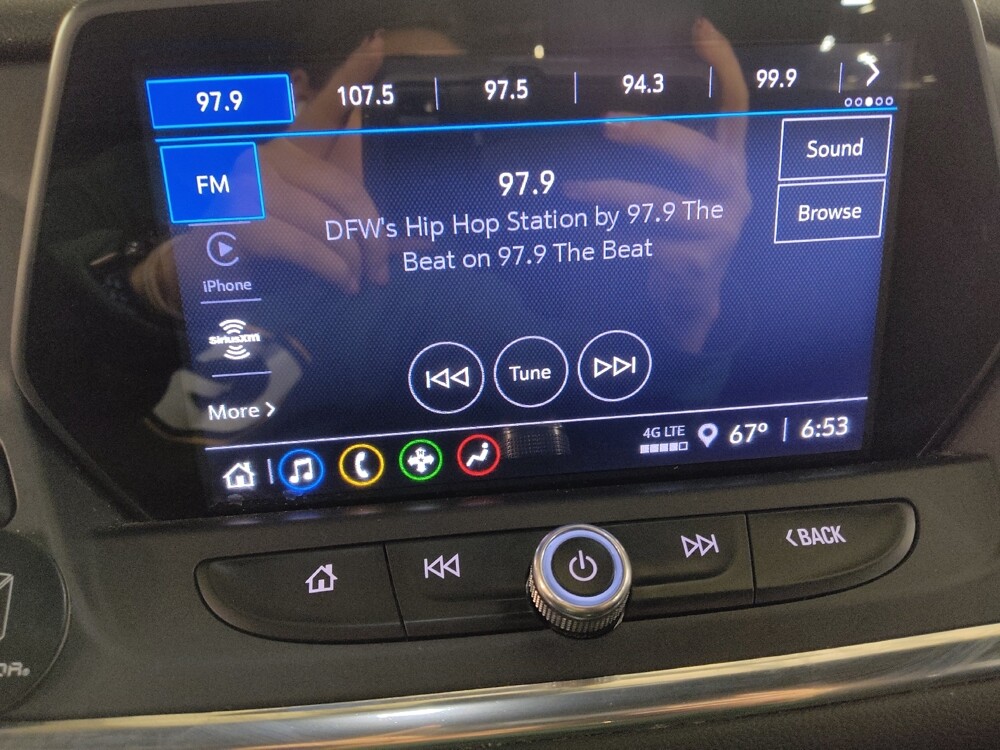 97.9
107.5
97.5
94.3
99.9
FM
97.9
Sound
DFW's Hip Hop Station by 97.9 The
Beat on 97.9 The Beat
Browse
iPhone
SiriusXM
Tune
More
4G LTE
67°
6:53
BACK